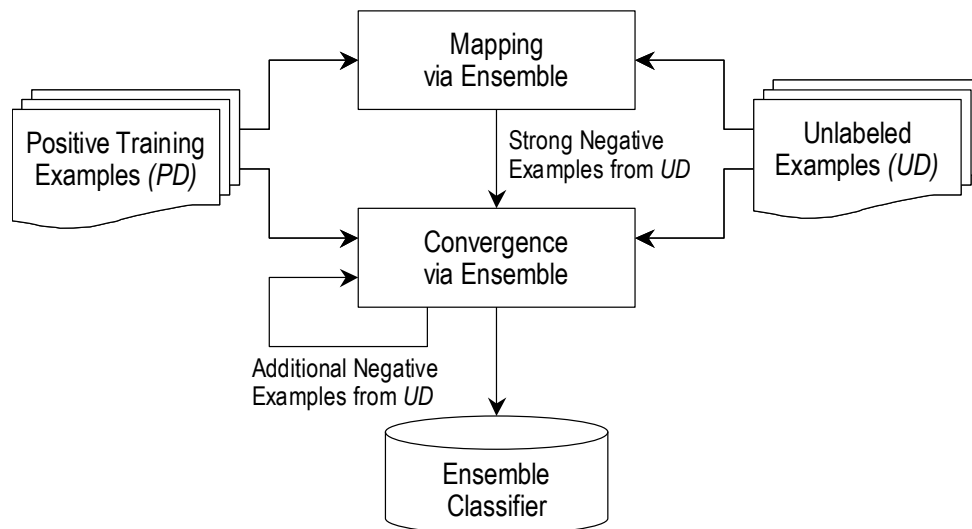 Mapping
via Ensemble
Positive Training
Examples (PD)
Unlabeled
Examples (UD)
Strong Negative
Examples from UD
Convergence
via Ensemble
Additional Negative
Examples from UD
Ensemble
Classifier